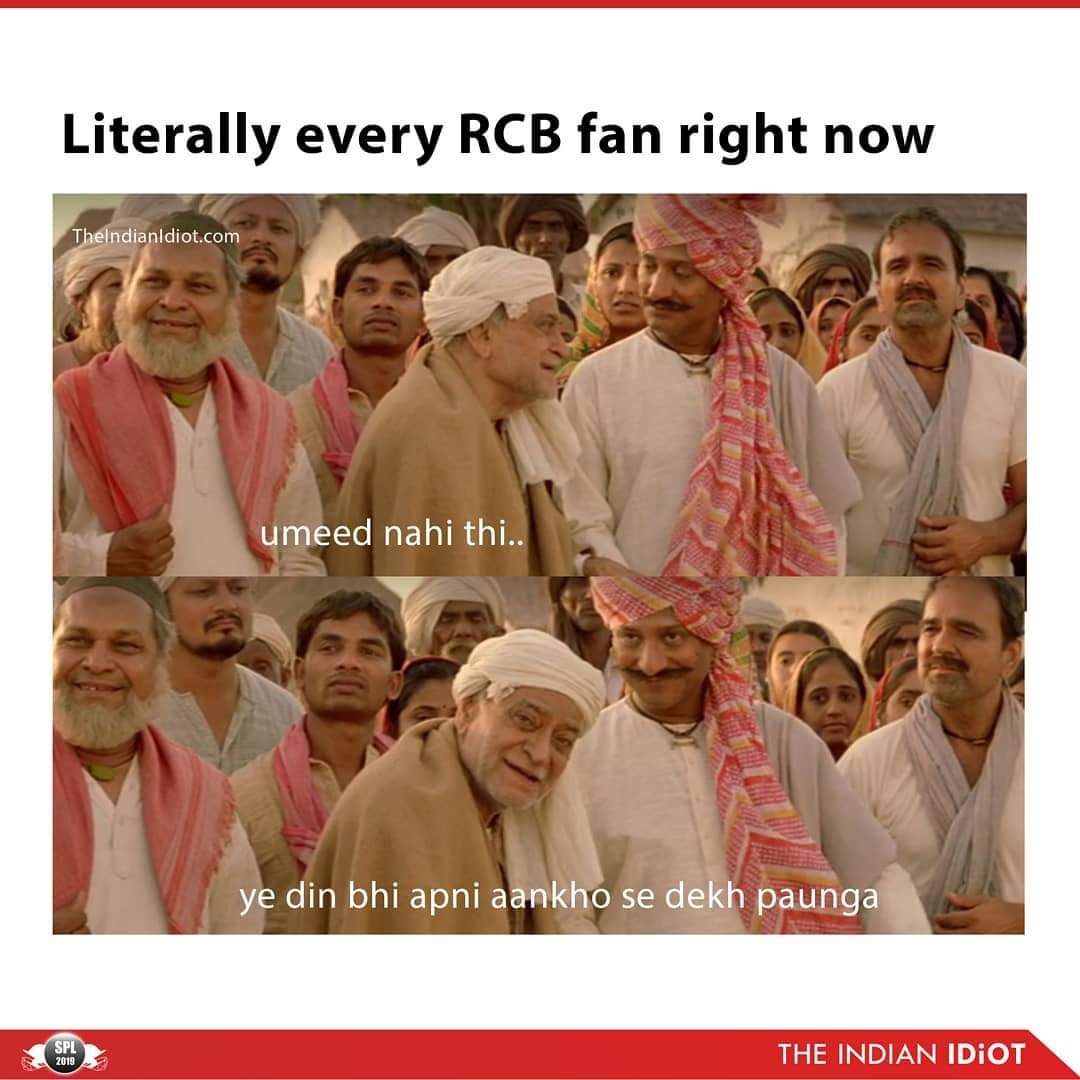 Literally every RCB fan right now
TheIndianIdiot.com
umeed nahi thi..
ye din bhi apni aankho se dekh paunga
SPL
2019
THE INDIAN IDiOT